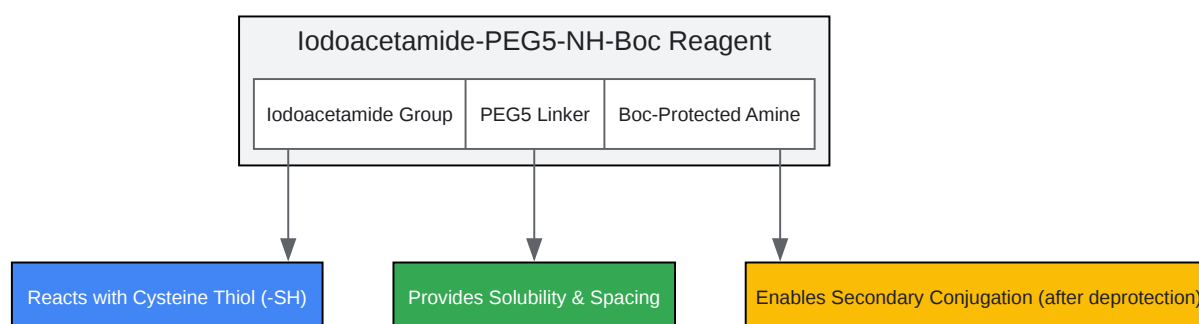 Iodoacetamide-PEG5-NH-Boc Reagent
Iodoacetamide Group
PEG5 Linker
Boc-Protected Amine
Reacts with Cysteine Thiol (-SH)
Provides Solubility & Spacing
Enables Secondary Conjugation (after deprotection)